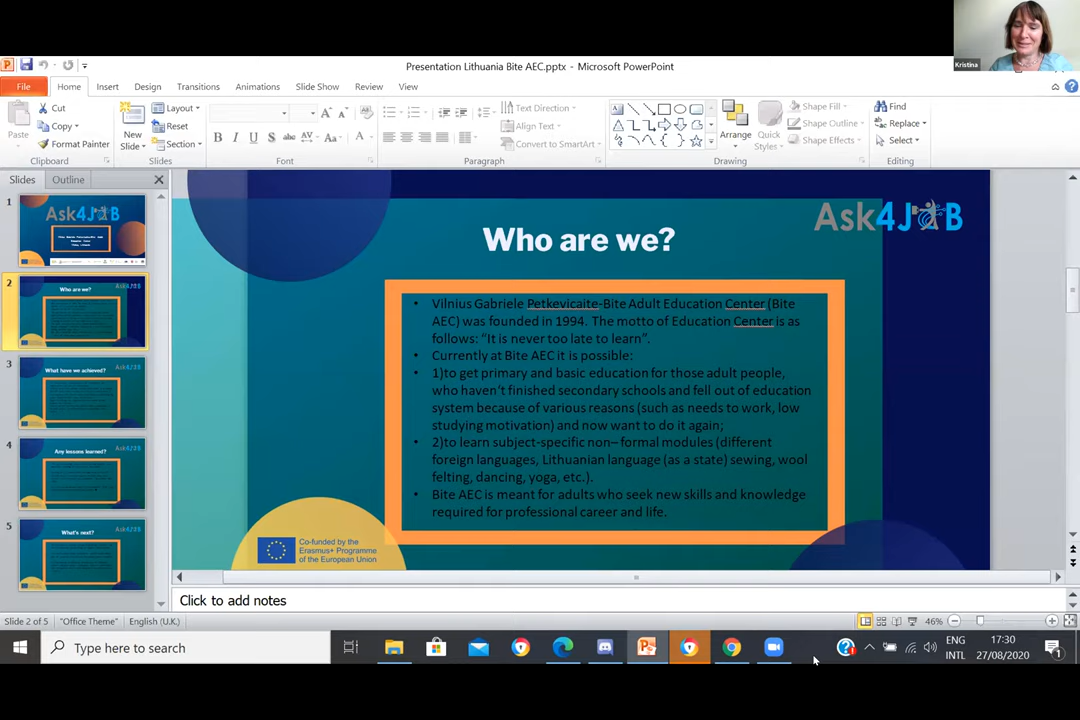 Kristina
Presentation Lithuania Bite AEC.pptx - Microsoft PowerPoint
File Home Insert Design Transitions Animations Slide Show Review View
Paste
Cut
Copy
Format Painter
Clipboard
New
Slide
Layout
Reset
Section
Slides
Font
Text Direction
Align Text
Convert to SmartArt
Paragraph
Arrange
Quick
Styles
Shape Fill
Shape Outline
Shape Effects
Drawing
Find
Replace
Select
Editing
Slides Outline
1
Ask4JOB
2
Who are we?
3
What have we achieved?
4
Any lessons learned?
5
What's next?
Ask4JOB
Who are we?
• Vilnius Gabriele Petkevicaite-Bite Adult Education Center (Bite
AEC) was founded in 1994. The motto of Education Center is as
follows: “It is never too late to learn”.
• Currently at Bite AEC it is possible:
• 1)to get primary and basic education for those adult people,
who haven’t finished secondary schools and fell out of education
system because of various reasons (such as needs to work, low
studying motivation) and now want to do it again;
• 2)to learn subject-specific non– formal modules (different
foreign languages, Lithuanian language (as a state) sewing, wool
felting, dancing, yoga, etc.).
• Bite AEC is meant for adults who seek new skills and knowledge
required for professional career and life.
Co-funded by the
Erasmus+ Programme
of the European Union
Click to add notes
Slide 2 of 5 "Office Theme" English (U.K.) 46%
Type here to search
ENG
INTL
17:30
27/08/2020